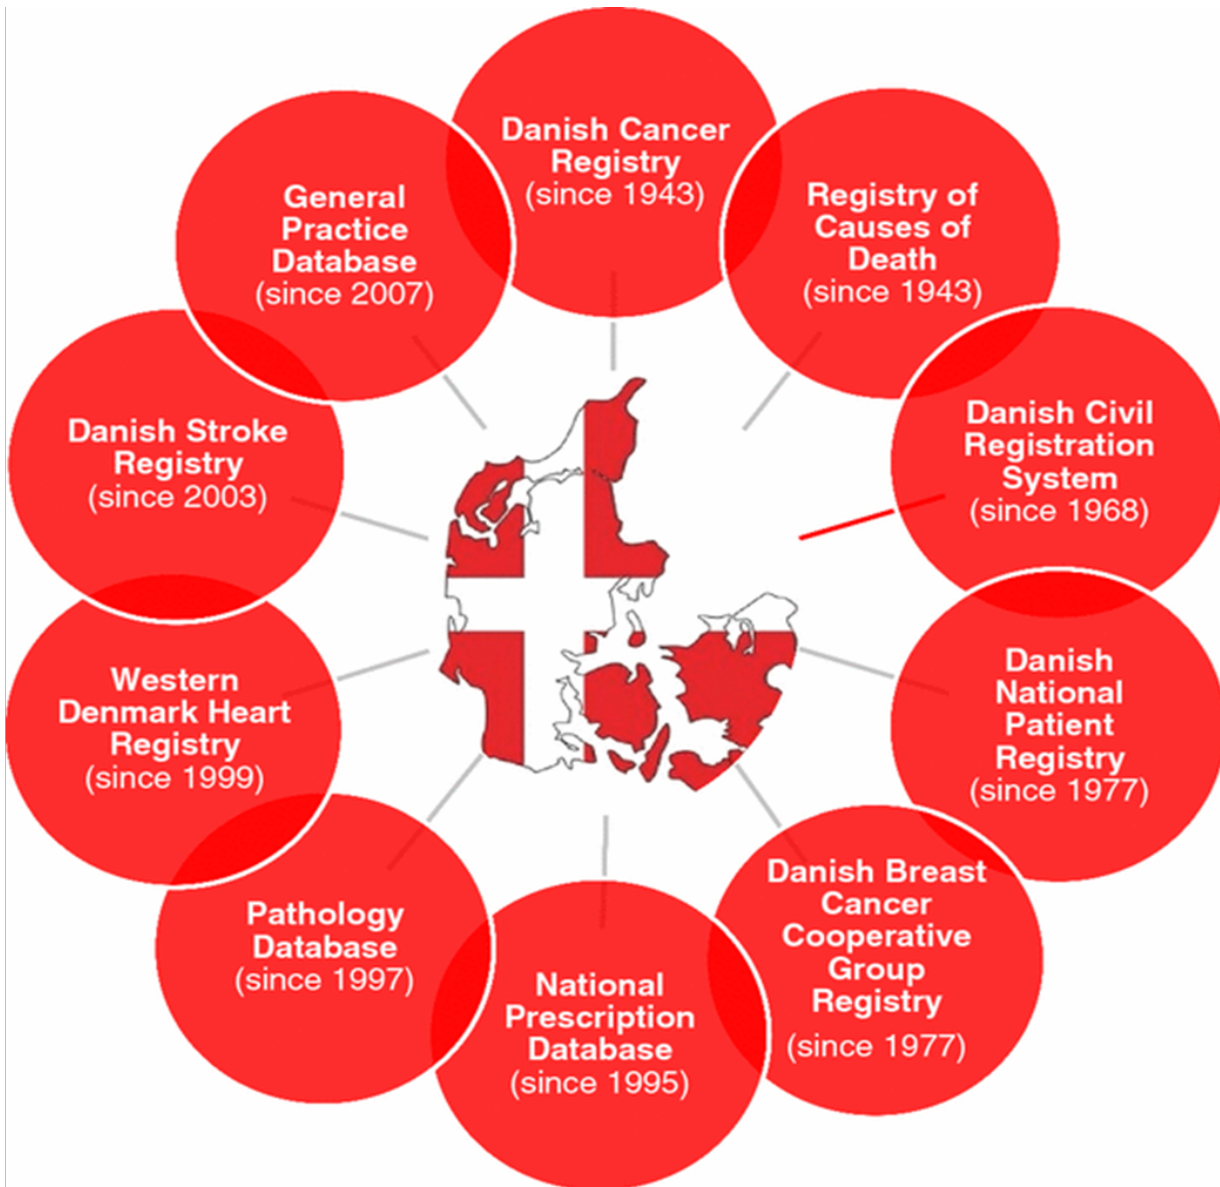 Danish Cancer
Registry
(since 1943)
Registry of
Causes of
Death
(since 1943)
Danish Civil
Registration
System
(since 1968)
Danish
National
Patient
Registry
(since 1977)
Danish Breast
Cancer
Cooperative
Group
Registry
(since 1977)
National
Prescription
Database
(since 1995)
Pathology
Database
(since 1997)
Western
Denmark Heart
Registry
(since 1999)
Danish Stroke
Registry
(since 2003)
General
Practice
Database
(since 2007)